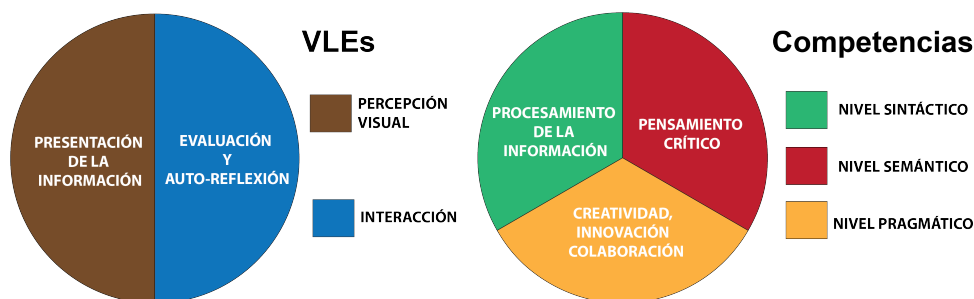 VLEs
PRESENTACIÓN
DE LA
INFORMACIÓN
EVALUACIÓN
Y
AUTO-REFLEXIÓN
PERCEPCIÓN
VISUAL
INTERACCIÓN
Competencias
PROCESAMIENTO
DE LA
INFORMACIÓN
PENSAMIENTO
CRÍTICO
CREATIVIDAD,
INNOVACIÓN
COLABORACIÓN
NIVEL SINTÁCTICO
NIVEL SEMÁNTICO
NIVEL PRAGMÁTICO